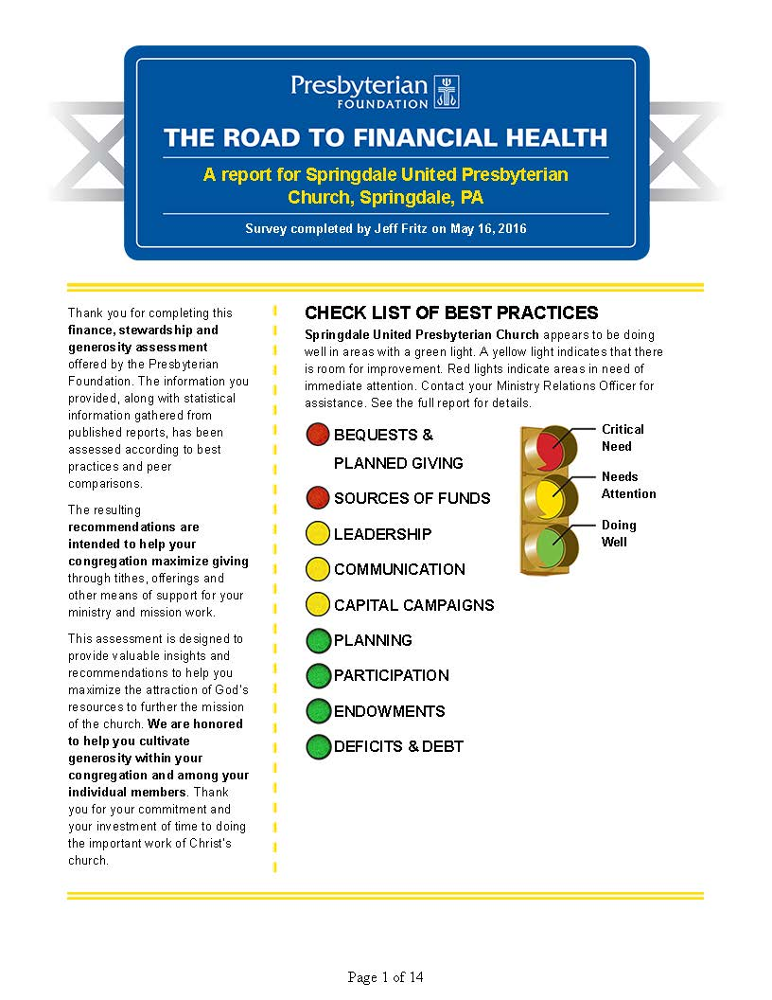 Presbyterian
FOUNDATION
THE ROAD TO FINANCIAL HEALTH
A report for Springdale United Presbyterian
Church, Springdale, PA
Survey completed by Jeff Fritz on May 16, 2016
Thank you for completing this
finance, stewardship and
generosity assessment
offered by the Presbyterian
Foundation. The information you
provided, along with statistical
information gathered from
published reports, has been
assessed according to best
practices and peer
comparisons.
The resulting
recommendations are
intended to help your
congregation maximize giving
through tithes, offerings and
other means of support for your
ministry and mission work.
This assessment is designed to
provide valuable insights and
recommendations to help you
maximize the attraction of God's
resources to further the mission
of the church. We are honored
to help you cultivate
generosity within your
congregation and among your
individual members. Thank
you for your commitment and
your investment of time to doing
the important work of Christ's
church.
CHECK LIST OF BEST PRACTICES
Springdale United Presbyterian Church appears to be doing
well in areas with a green light. A yellow light indicates that there
is room for improvement. Red lights indicate areas in need of
immediate attention. Contact your Ministry Relations Officer for
assistance. See the full report for details.
BEQUESTS &
PLANNED GIVING
SOURCES OF FUNDS
LEADERSHIP
COMMUNICATION
CAPITAL CAMPAIGNS
PLANNING
PARTICIPATION
ENDOWMENTS
DEFICITS & DEBT
Critical
Need
Needs
Attention
Doing
Well
Page 1 of 14